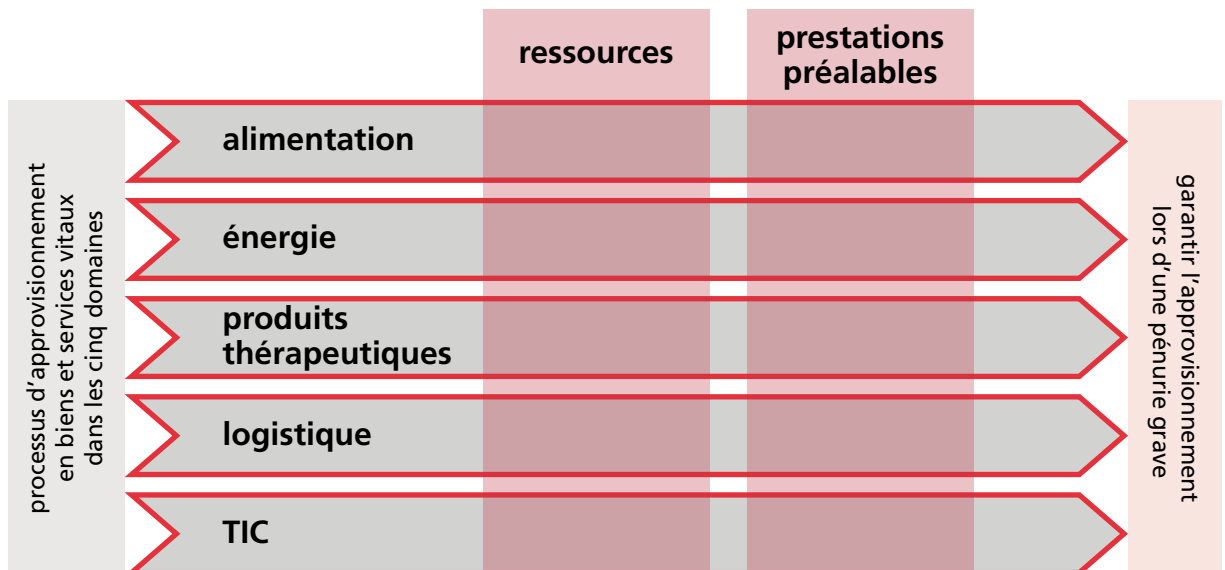 ressources
prestations
préalables
processus d'approvisionnement
en biens et services vitaux
dans les cinq domaines
alimentation
énergie
produits
thérapeutiques
logistique
TIC
garantir l'approvisionnement
lors d'une pénurie grave